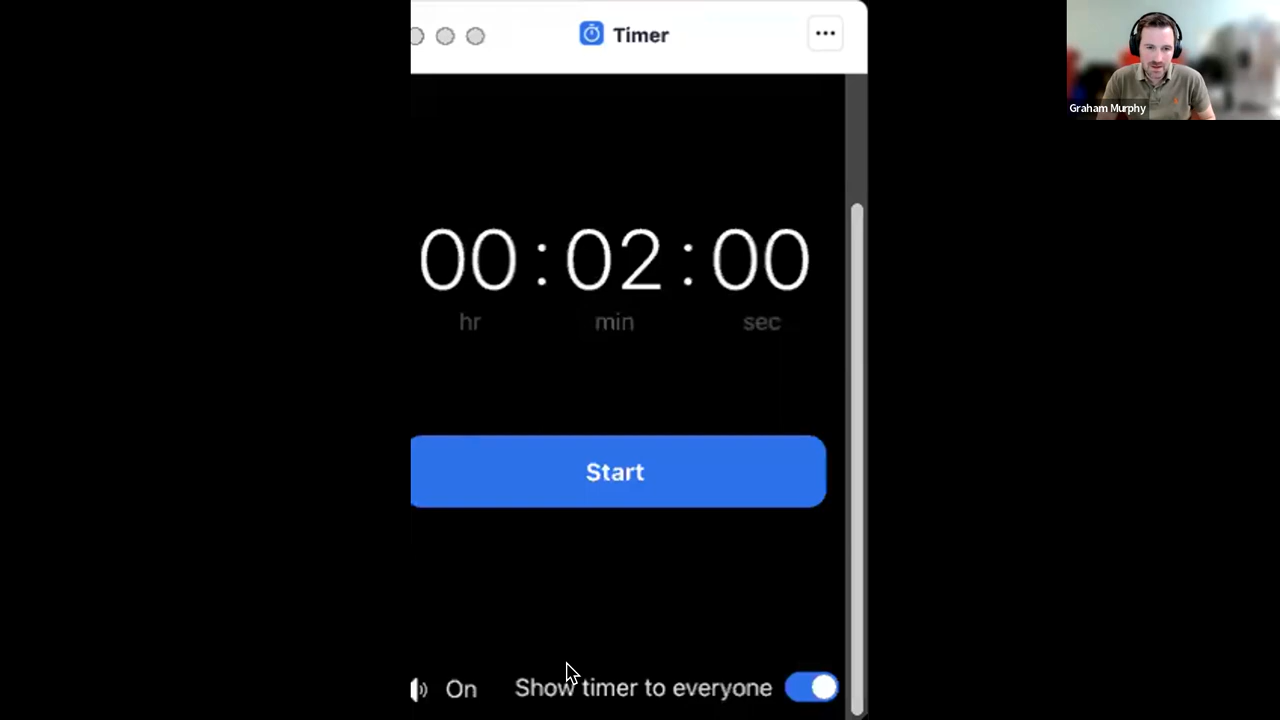 Timer
Graham Murphy
00 : 02 : 00
hr min sec
Start
On Show timer to everyone